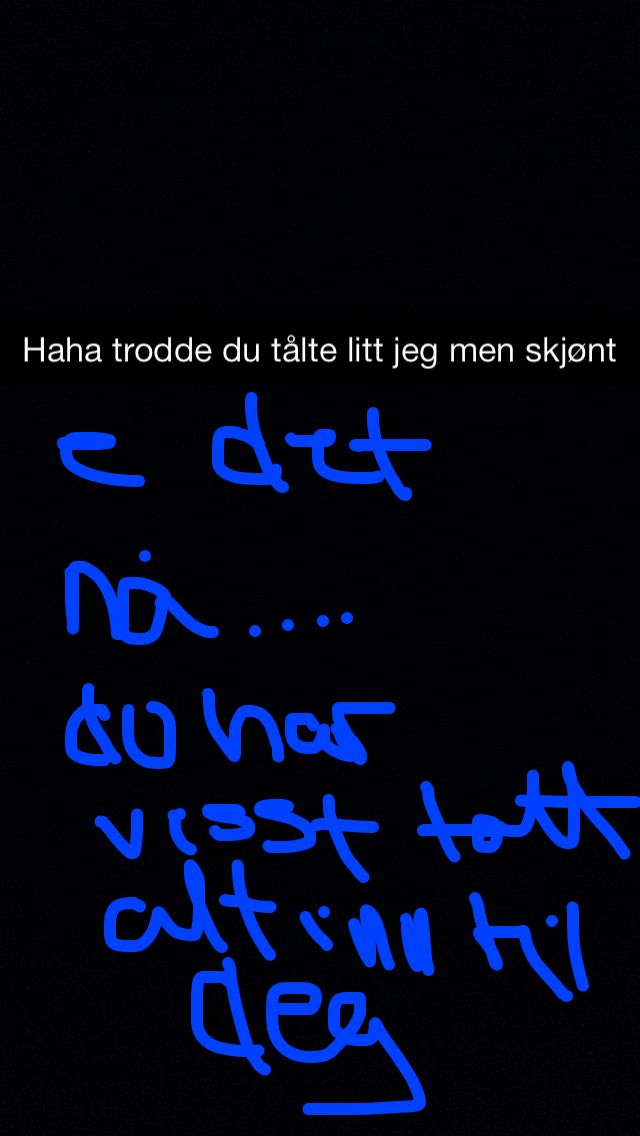 Haha trodde du tålte litt jeg men skjønt
e det
nå....
du har
visst tatt
alt inn til
deg